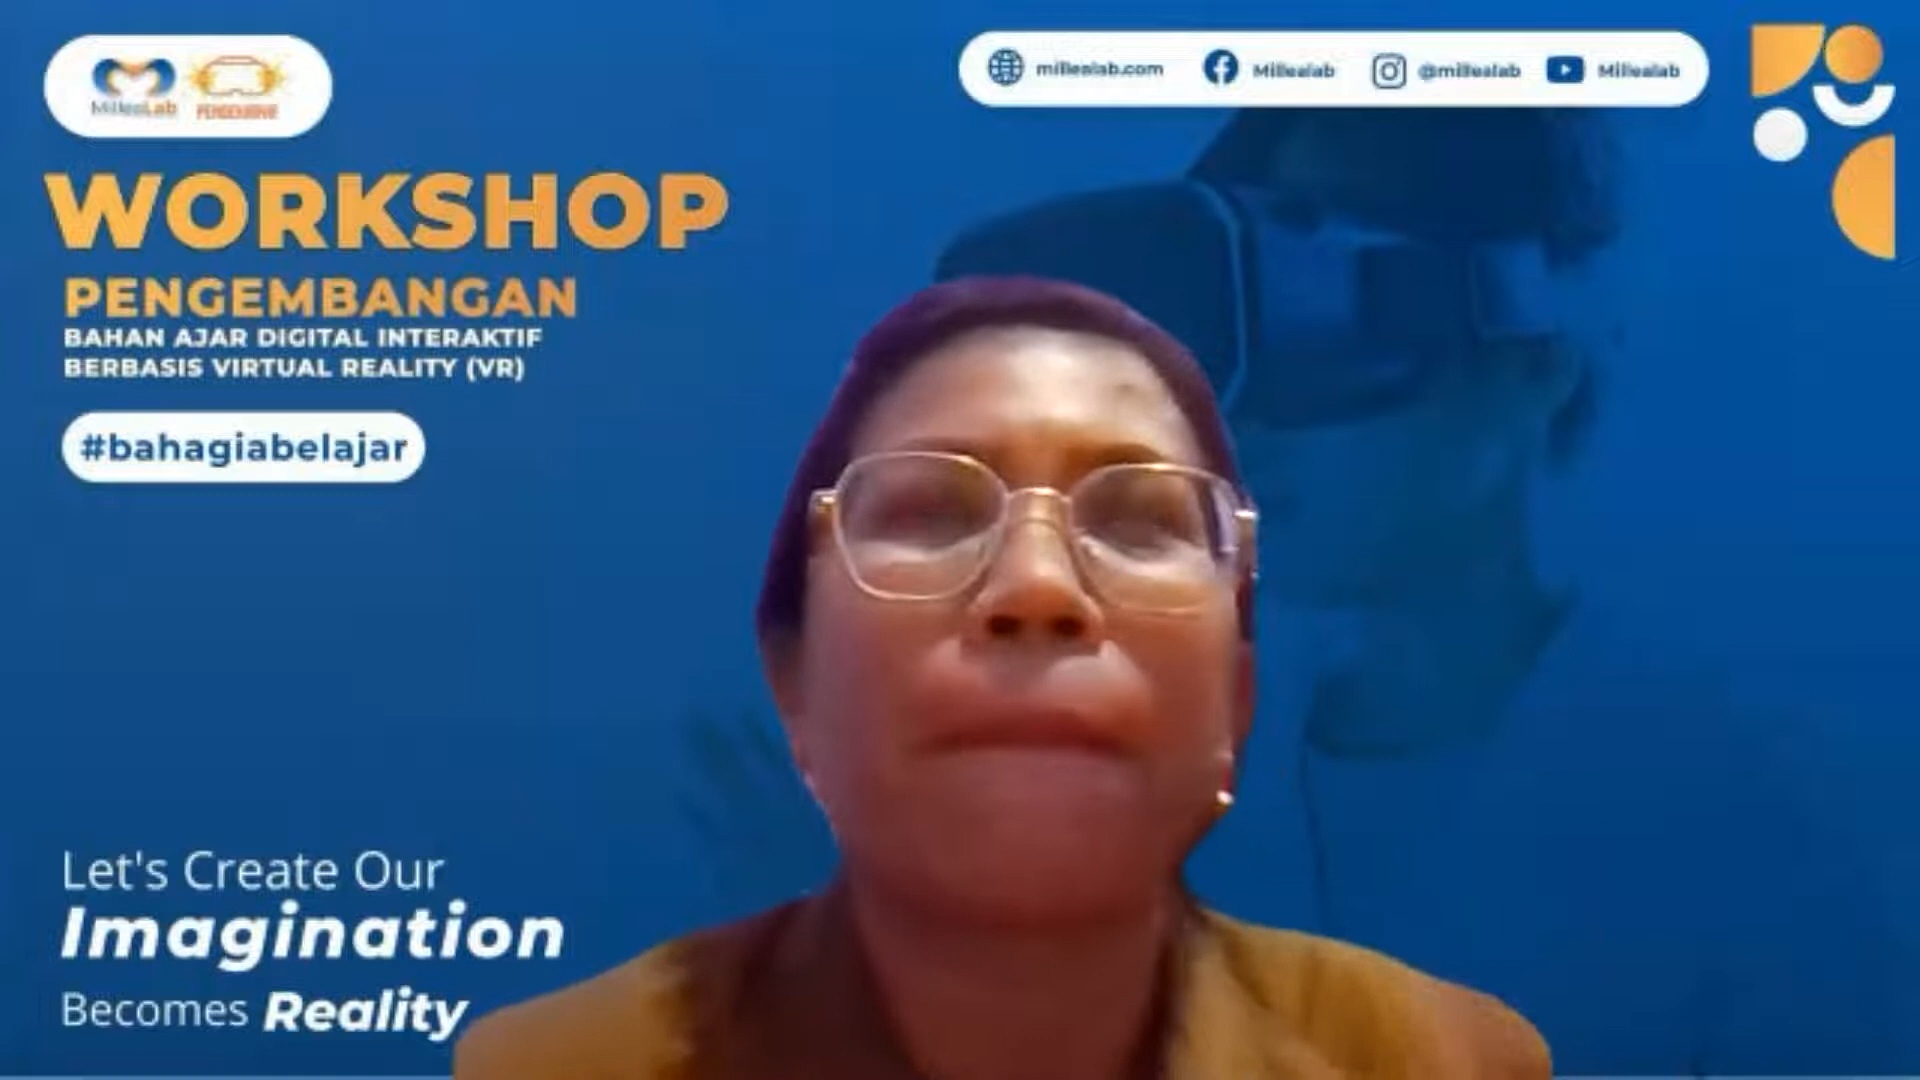 MilleaLab
millealab.com
Millealab
@millealab
Millealab
WORKSHOP
PENGEMBANGAN
BAHAN AJAR DIGITAL INTERAKTIF
BERBASIS VIRTUAL REALITY (VR)
#bahagiabelajar
Let's Create Our
Imagination
Becomes Reality